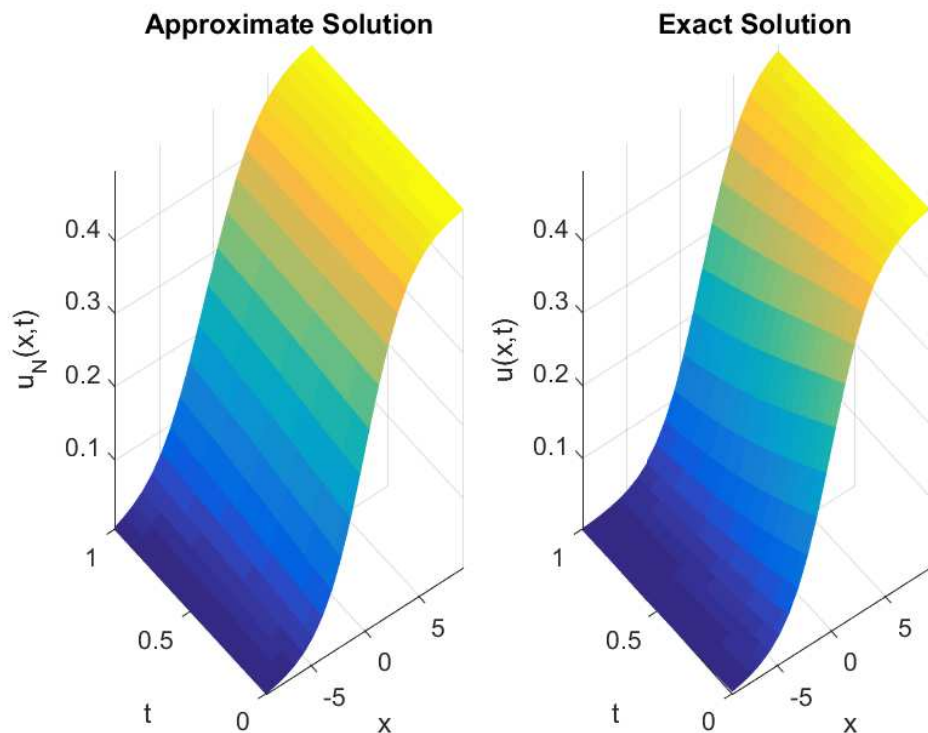 Approximate Solution
u_N(x,t)
0.4
0.3
0.2
0.1
1
0.5
0
t
-5
0
5
x
Exact Solution
u(x,t)
0.4
0.3
0.2
0.1
1
0.5
0
t
-5
0
5
x